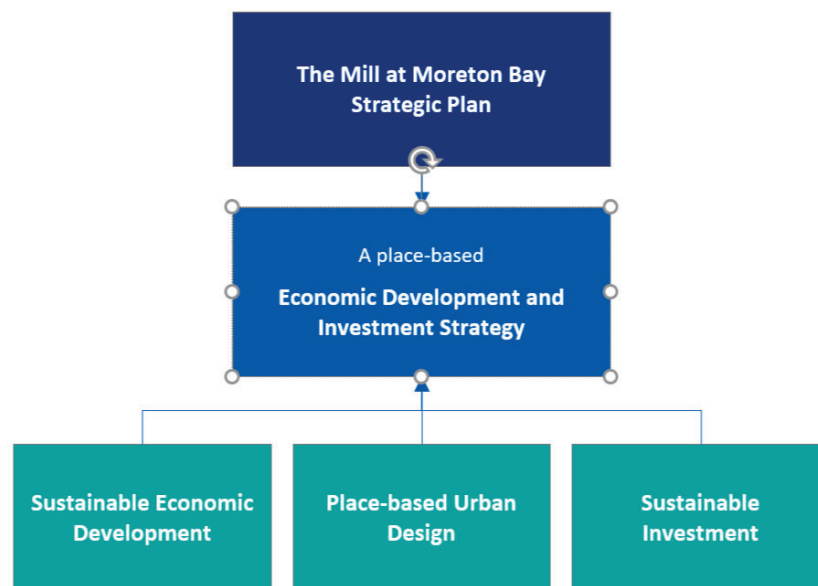 The Mill at Moreton Bay
Strategic Plan
A place-based
Economic Development and
Investment Strategy
Sustainable Economic
Development
Place-based Urban
Design
Sustainable
Investment